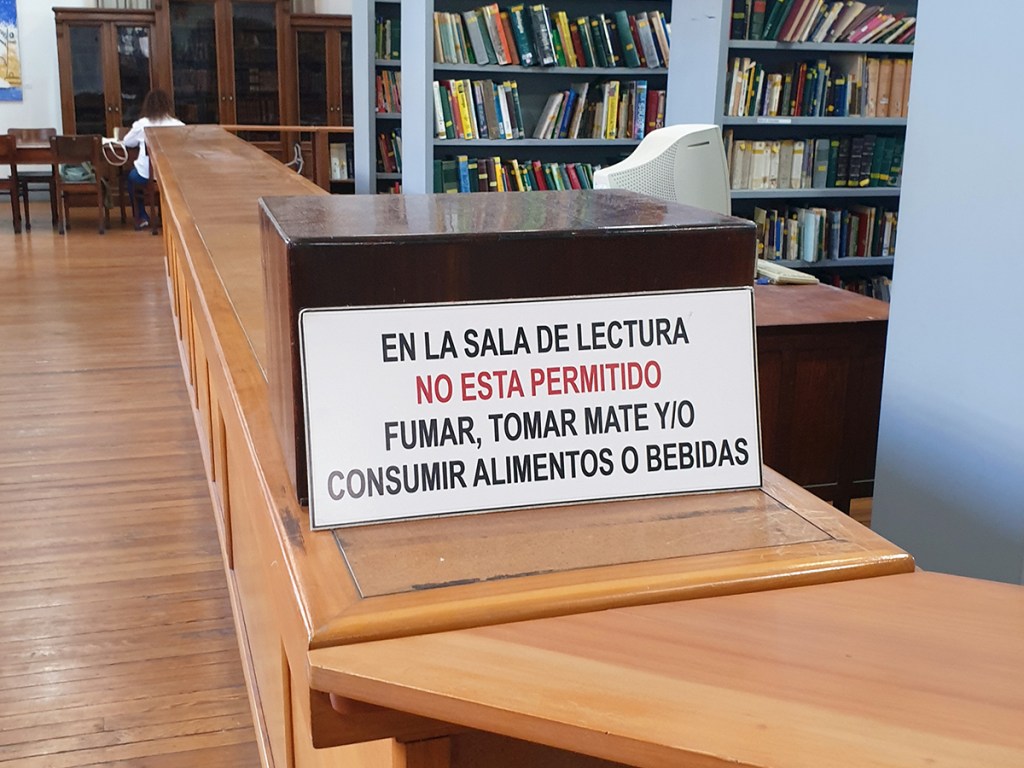 EN LA SALA DE LECTURA
NO ESTA PERMITIDO
FUMAR, TOMAR MATE Y/O
CONSUMIR ALIMENTOS O BEBIDAS